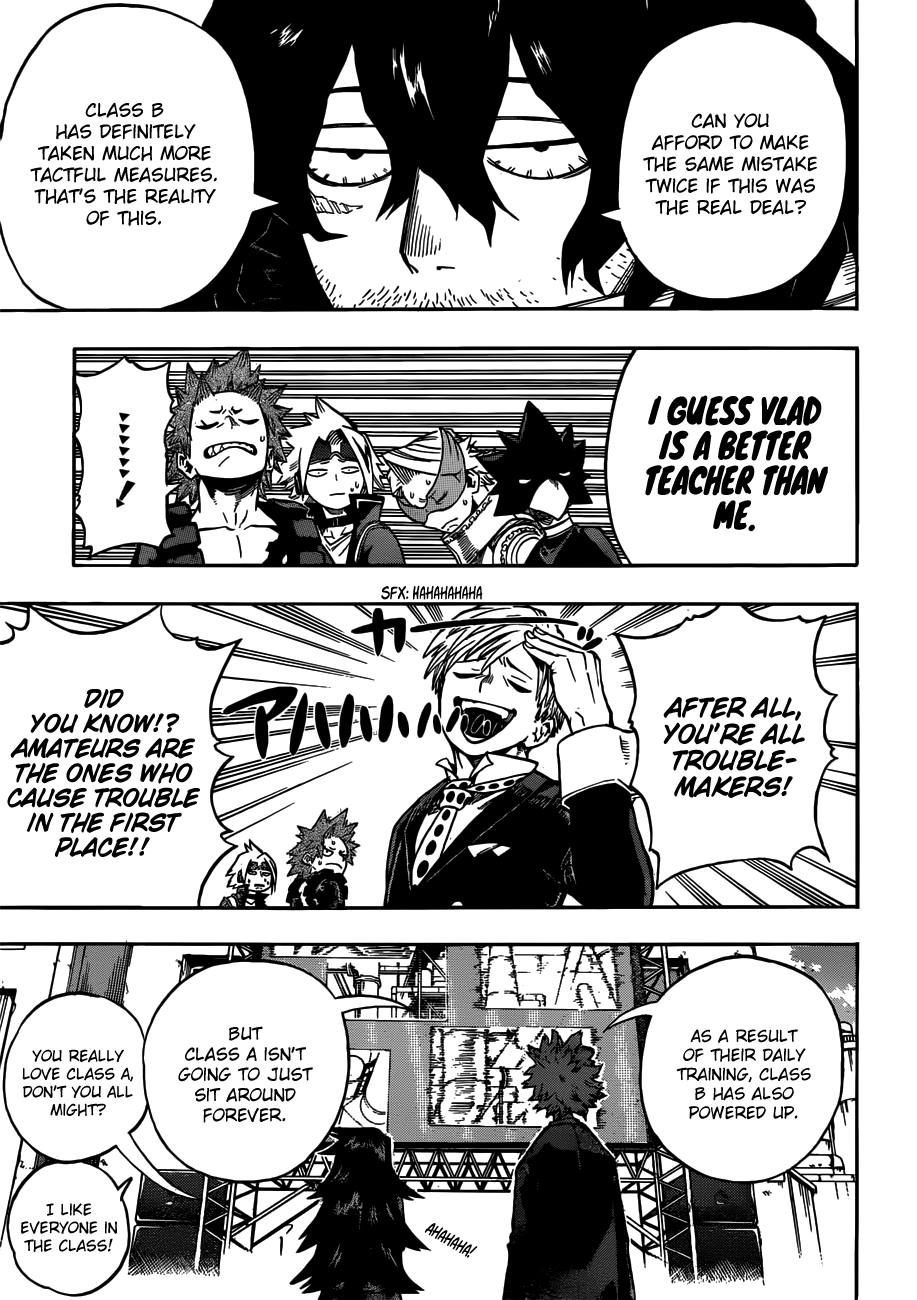 CAN YOU
AFFORD TO MAKE
THE SAME MISTAKE
TWICE IF THIS WAS
THE REAL DEAL?
CLASS B
HAS DEFINITELY
TAKEN MUCH MORE
TACTFUL MEASURES.
THAT'S THE REALITY
OF THIS.
I GUESS VLAD
IS A BETTER
TEACHER THAN
ME.
!
SFX: HAHAHAHAHA
カーッ
アハハハハハハ
AFTER ALL,
YOU'RE ALL
TROUBLE-
MAKERS!
DID
YOU KNOW!?
AMATEURS ARE
THE ONES WHO
CAUSE TROUBLE
IN THE FIRST
PLACE!!
AS A RESULT
OF THEIR DAILY
TRAINING, CLASS
B HAS ALSO
POWERED UP.
BUT
CLASS A ISN'T
GOING TO JUST
SIT AROUND
FOREVER.
YOU REALLY
LOVE CLASS A,
DON'T YOU ALL
MIGHT?
I LIKE
EVERYONE IN
THE CLASS!
AHAHAHA!